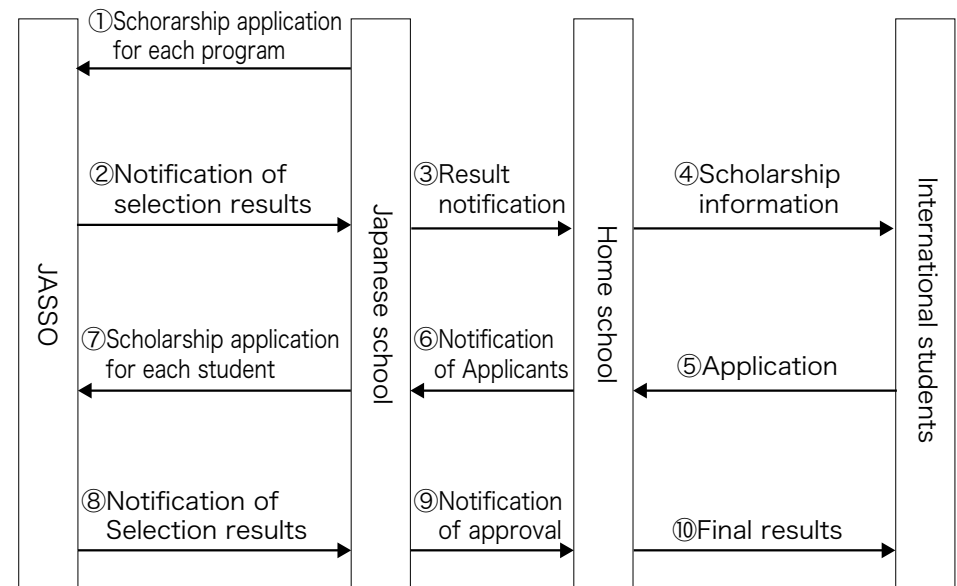 ①Schorarship application
for each program
②Notification of
selection results
③Result
notification
④Scholarship
information
JASSO
Japanese school
Home school
International students
⑦Scholarship application
for each student
⑥Notification
of Applicants
⑤Application
⑧Notification of
Selection results
⑨Notification
of approval
⑩Final results